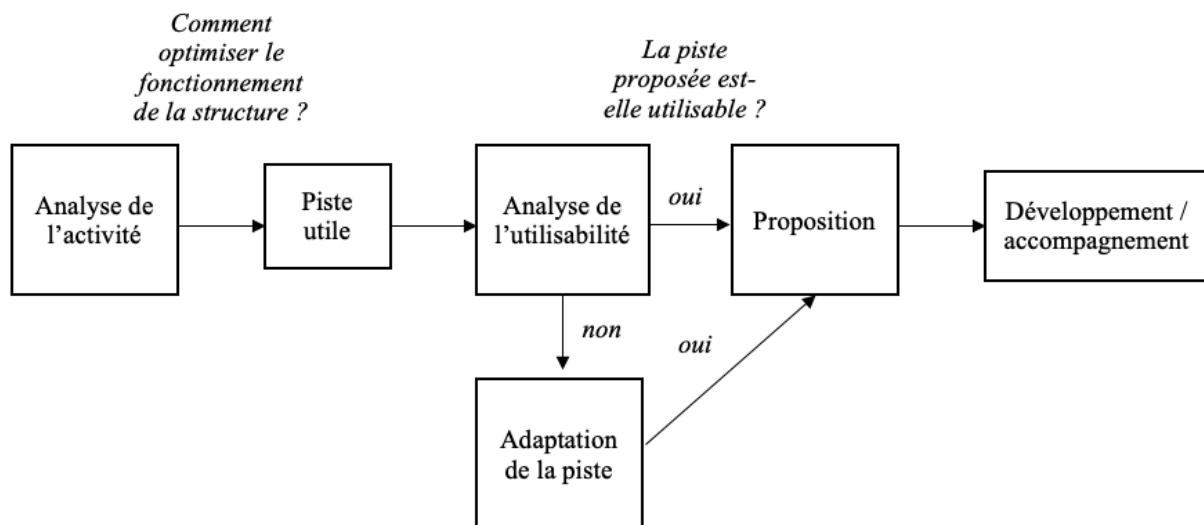 Comment
optimiser le
fonctionnement
de la structure ?
La piste
proposée est-
elle utilisable ?
Analyse de
l’activité
Piste
utile
Analyse de
l’utilisabilité
oui
Proposition
Développement /
accompagnement
non
oui
Adaptation
de la piste